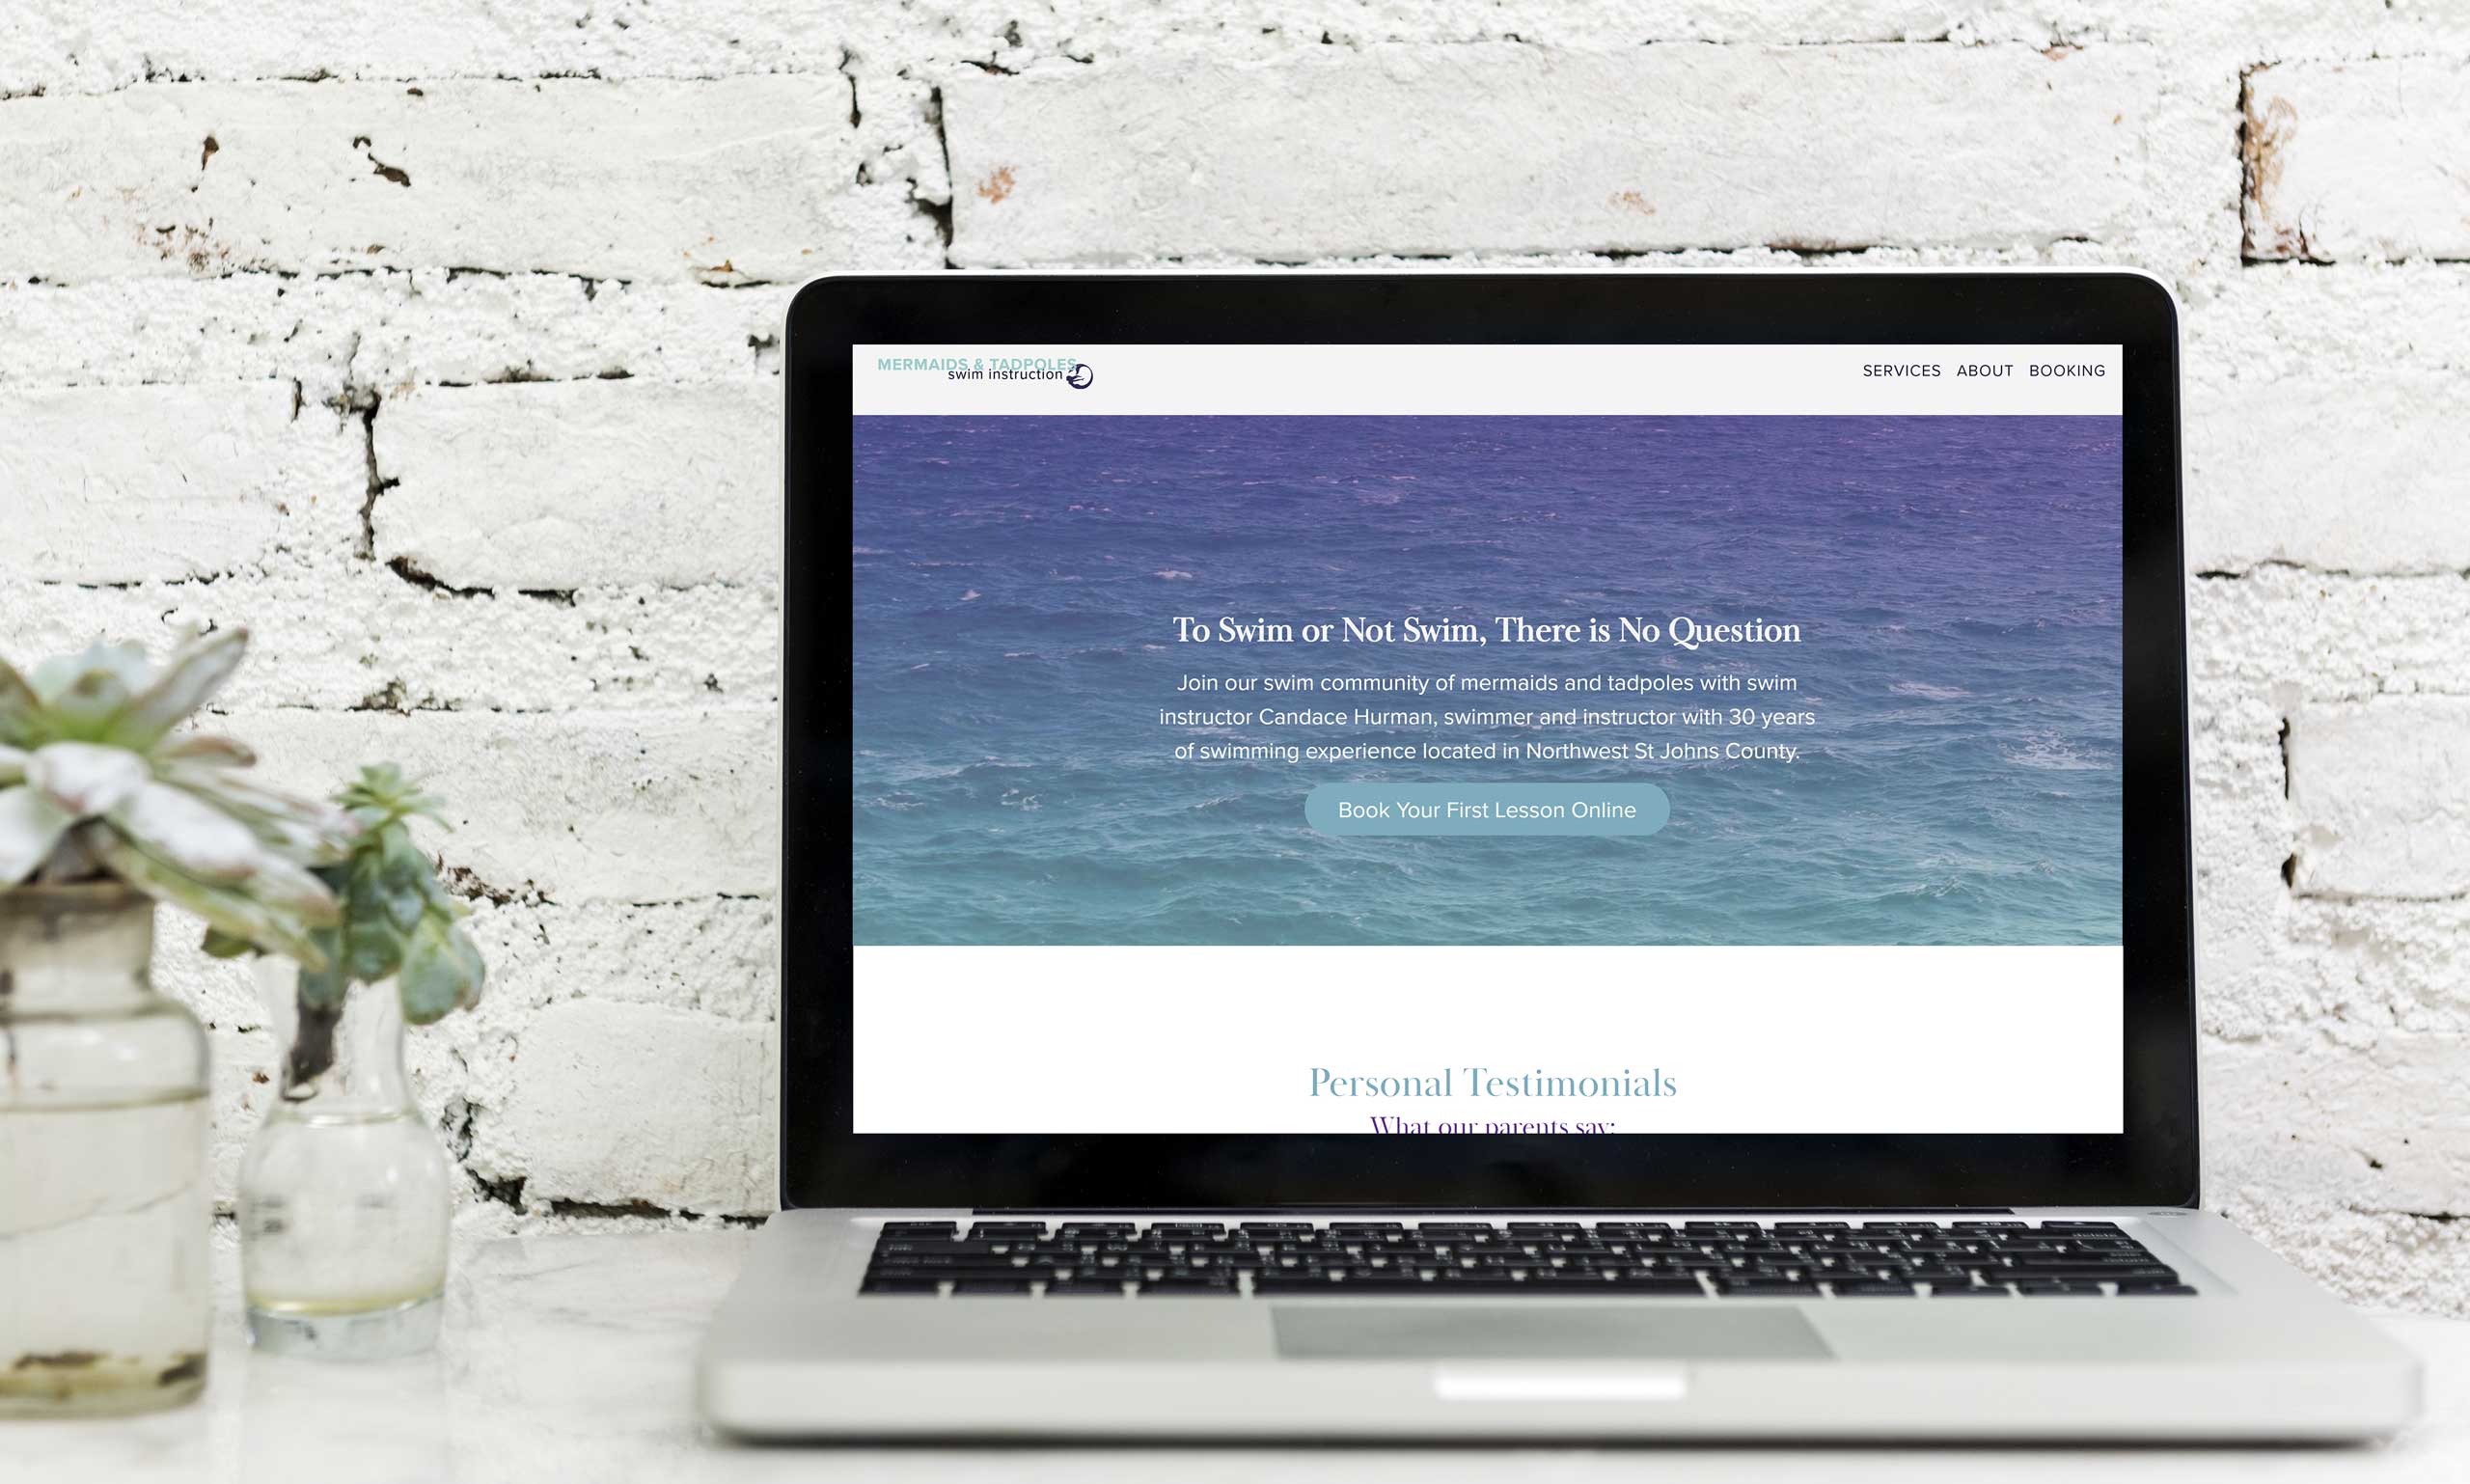 MERMAIDS & TADPOLES
swim instruction
SERVICES ABOUT BOOKING
To Swim or Not Swim, There is No Question
Join our swim community of mermaids and tadpoles with swim
instructor Candace Hurman, swimmer and instructor with 30 years
of swimming experience located in Northwest St Johns County.
Book Your First Lesson Online
Personal Testimonials
What our parents say: